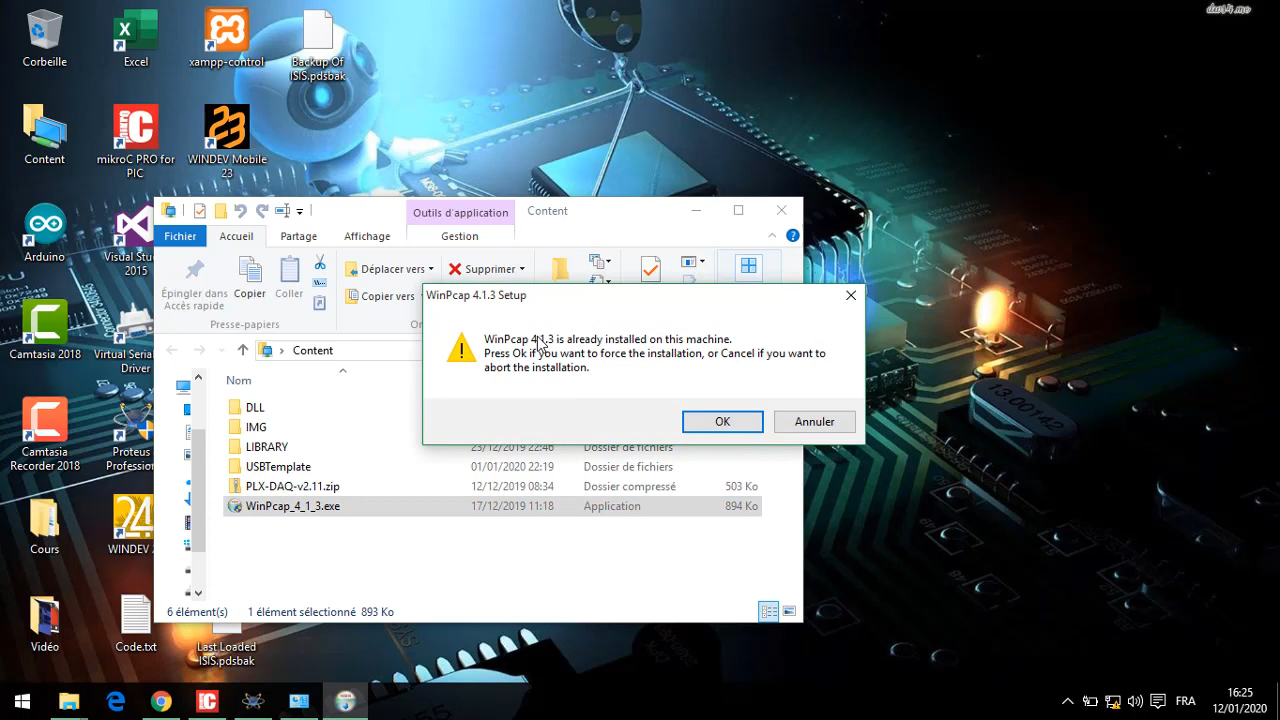 dws4.me
Corbeille
Excel
xampp-control
Backup Of
ISIS.pdsbak
Content
mikroC PRO for
PIC
WINDEV Mobile
23
Arduino
Visual Stu
2015
Camtasia 2018
Virtual Seria
Driver
Camtasia
Recorder 2018
Proteus
Profession
Cours
WINDEV
Vidéo
Code.txt
Last Loaded
ISIS.pdsbak
Outils d'application
Content
Fichier
Accueil
Partage
Affichage
Gestion
Épingler dans
Accès rapide
Copier
Coller
Déplacer vers
Supprimer
Copier vers
Presse-papiers
Or
Content
Nom
DLL
IMG
LIBRARY
23/12/2019 22:46
Dossier de fichiers
USBTemplate
01/01/2020 22:19
Dossier de fichiers
PLX-DAQ-v2.11.zip
12/12/2019 08:34
Dossier compressé
503 Ko
WinPcap_4_1_3.exe
17/12/2019 11:18
Application
894 Ko
6 élément(s)
1 élément sélectionné 893 Ko
WinPcap 4.1.3 Setup
WinPcap 4.1.3 is already installed on this machine.
Press Ok if you want to force the installation, or Cancel if you want to
abort the installation.
OK
Annuler
13.00142
FRA
16:25
12/01/2020